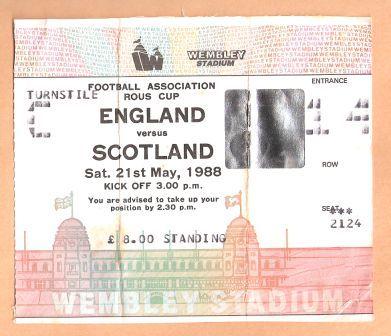 WEMBLEY
STADIUM
FOOTBALL ASSOCIATION
ROUS CUP
TURNSTILE
C
ENGLAND
versus
SCOTLAND
Sat. 21st May, 1988
KICK OFF 3.00 p.m.
You are advised to take up your
position by 2.30 p.m.
£ 8.00 STANDING
ENTRANCE
14
ROW
SEAT ***
2124
WEMBLEY STADIUM